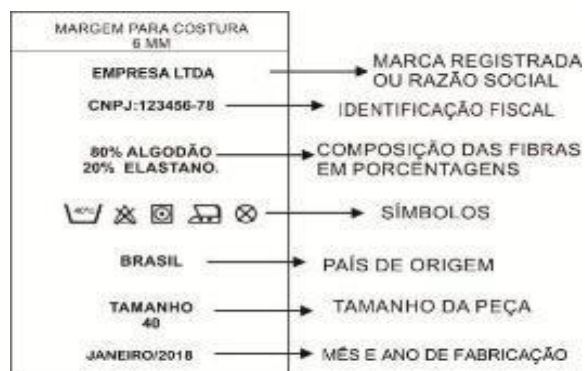 MARGEM PARA COSTURA
6 MM
EMPRESA LTDA
MARCA REGISTRADA
OU RAZÃO SOCIAL
CNPJ:123456-78
IDENTIFICAÇÃO FISCAL
80% ALGODÃO
20% ELASTANO.
COMPOSIÇÃO DAS FIBRAS
EM PORCENTAGENS
40°C
SÍMBOLOS
BRASIL
PAÍS DE ORIGEM
TAMANHO
40
TAMANHO DA PEÇA
JANEIRO/2018
MÊS E ANO DE FABRICAÇÃO